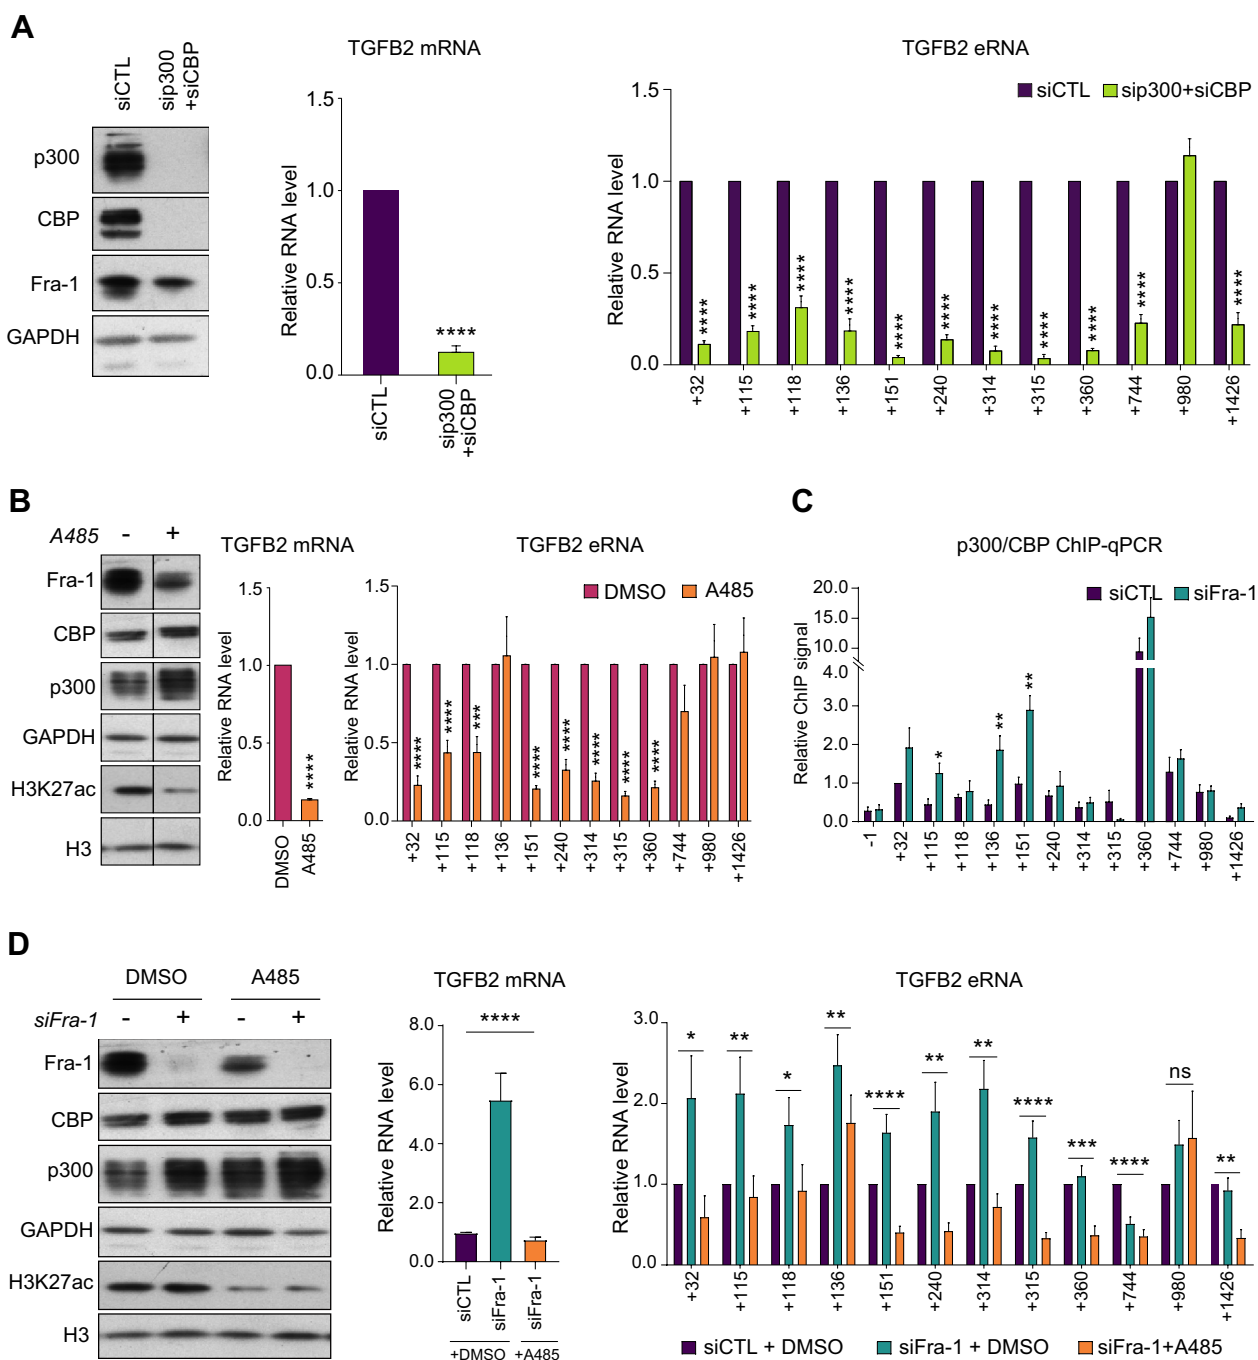 A
siCTL
sip300
+siCBP
p300
CBP
Fra-1
GAPDH
TGFB2 mRNA
Relative RNA level
1.5
1.0
0.5
0.0
****
siCTL
sip300
+siCBP
TGFB2 eRNA
siCTL sip300+siCBP
Relative RNA level
1.5
1.0
0.5
0.0
**** **** **** **** **** **** **** **** **** **** ****
+32 +115 +118 +136 +151 +240 +314 +315 +360 +744 +980 +1426
B
A485 - +
Fra-1
CBP
p300
GAPDH
H3K27ac
H3
TGFB2 mRNA
Relative RNA level
1.5
1.0
0.5
0.0
****
DMSO A485
TGFB2 eRNA
DMSO A485
Relative RNA level
1.5
1.0
0.5
0.0
**** **** *** **** **** **** **** ****
+32 +115 +118 +136 +151 +240 +314 +315 +360 +744 +980 +1426
C
p300/CBP ChIP-qPCR
siCTL siFra-1
Relative ChIP signal
20.0
15.0
10.0
4.0
3.0
2.0
1.0
0.0
* ** **
-1 +32 +115 +118 +136 +151 +240 +314 +315 +360 +744 +980 +1426
D
DMSO A485
siFra-1 - + - +
Fra-1
CBP
p300
GAPDH
H3K27ac
H3
TGFB2 mRNA
Relative RNA level
8.0
6.0
4.0
2.0
0.0
****
siCTL siFra-1 siFra-1
+DMSO +A485
TGFB2 eRNA
Relative RNA level
3.0
2.0
1.0
0.0
* ** * ** **** ** ** **** *** **** ns **
+32 +115 +118 +136 +151 +240 +314 +315 +360 +744 +980 +1426
siCTL + DMSO siFra-1 + DMSO siFra-1+A485